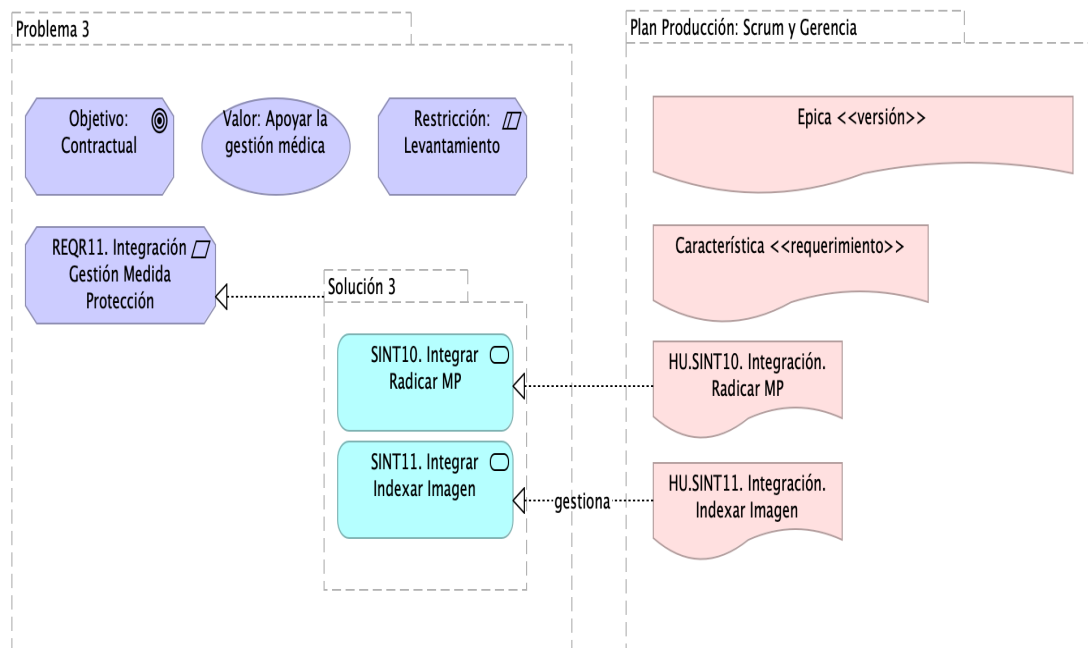 Problema 3
Plan Producción: Scrum y Gerencia
Objetivo:
Contractual
Valor: Apoyar la
gestión médica
Restricción:
Levantamiento
Epica <<versión>>
REQR11. Integración
Gestión Medida
Protección
Característica <<requerimiento>>
Solución 3
SINT10. Integrar
Radicar MP
HU.SINT10. Integración.
Radicar MP
SINT11. Integrar
Indexar Imagen
gestiona
HU.SINT11. Integración.
Indexar Imagen